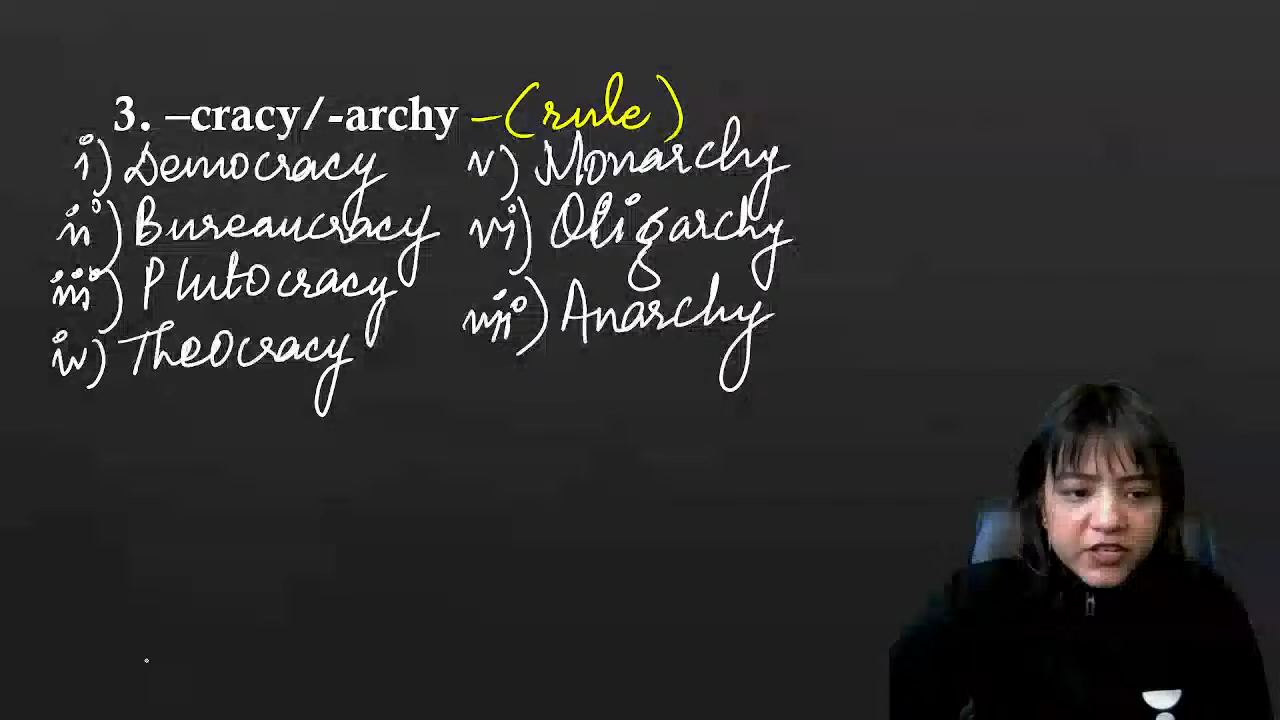 3. –cracy/-archy –(rule)
i) Democracy
ii) Bureaucracy
iii) Plutocracy
iv) Theocracy
v) Monarchy
vi) Oligarchy
vii) Anarchy